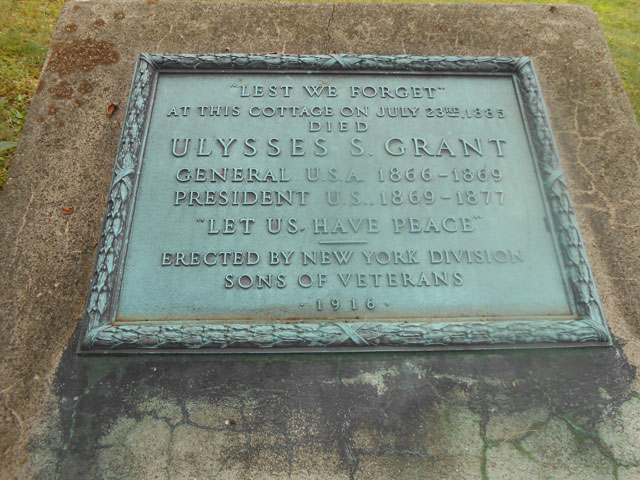 "LEST WE FORGET"
AT THIS COTTAGE ON JULY 23RD, 1885
DIED
ULYSSES S. GRANT
GENERAL U.S.A. 1866-1869
PRESIDENT U.S. 1869-1877
"LET US HAVE PEACE"
ERECTED BY NEW YORK DIVISION
SONS OF VETERANS
· 1916 ·